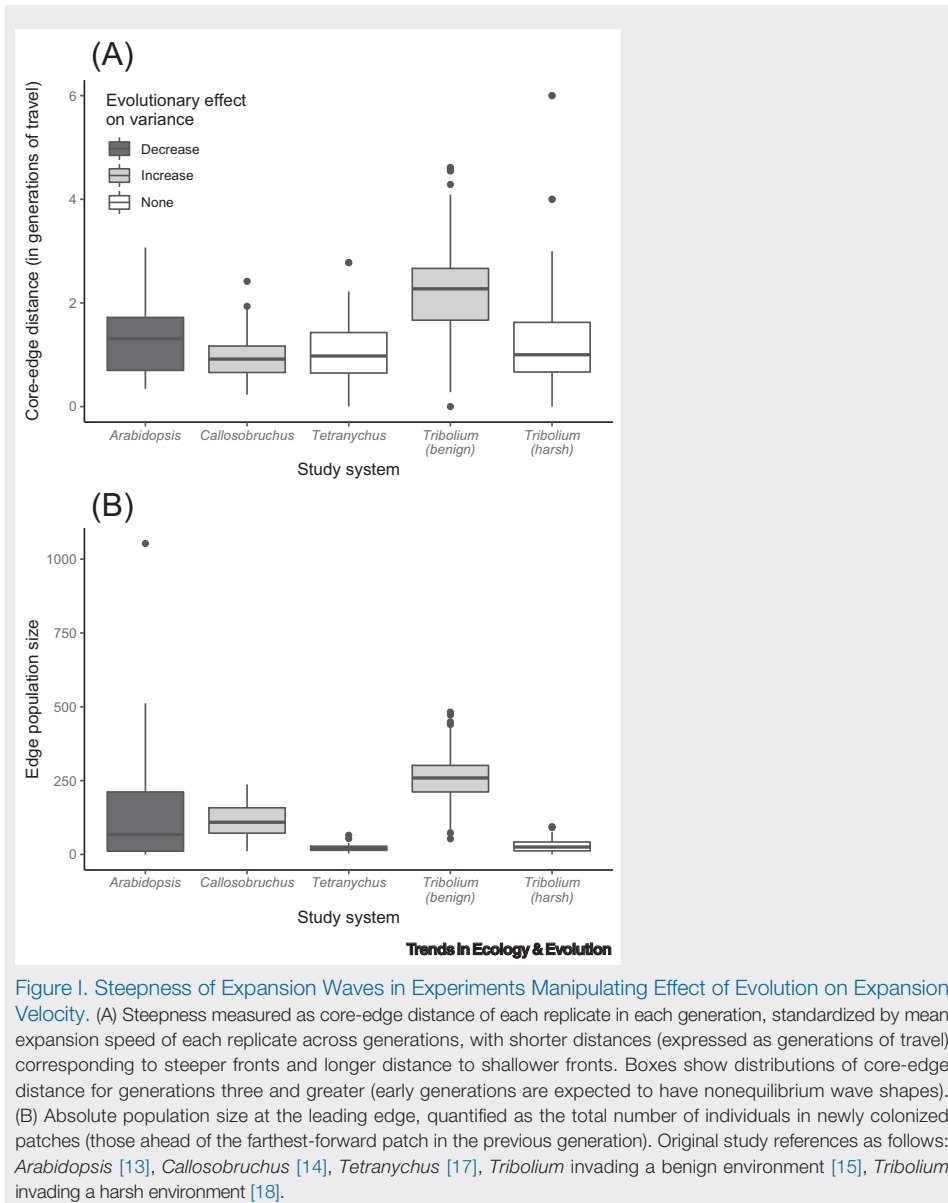 (A)
Core-edge distance (in generations of travel)
6
4
2
0
Evolutionary effect
on variance
Decrease
Increase
None
Arabidopsis Callosobruchus Tetranychus Tribolium Tribolium
(benign) (harsh)
Study system
(B)
Edge population size
1000
750
500
250
0
Arabidopsis Callosobruchus Tetranychus Tribolium Tribolium
(benign) (harsh)
Study system
Trends in Ecology & Evolution
Figure I. Steepness of Expansion Waves in Experiments Manipulating Effect of Evolution on Expansion
Velocity. (A) Steepness measured as core-edge distance of each replicate in each generation, standardized by mean
expansion speed of each replicate across generations, with shorter distances (expressed as generations of travel)
corresponding to steeper fronts and longer distance to shallower fronts. Boxes show distributions of core-edge
distance for generations three and greater (early generations are expected to have nonequilibrium wave shapes).
(B) Absolute population size at the leading edge, quantified as the total number of individuals in newly colonized
patches (those ahead of the farthest-forward patch in the previous generation). Original study references as follows:
Arabidopsis [13], Callosobruchus [14], Tetranychus [17], Tribolium invading a benign environment [15], Tribolium
invading a harsh environment [18].